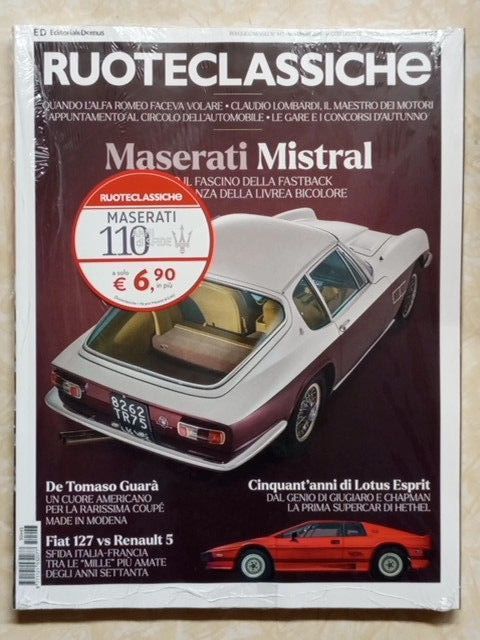 ED EditorialeDomus
RUOTECLASSICHE
QUANDO L'ALFA ROMEO FACEVA VOLARE • CLAUDIO LOMBARDI, IL MAESTRO DEI MOTORI
APPUNTAMENTO AL CIRCOLO DELL'AUTOMOBILE • LE GARE E I CONCORSI D'AUTUNNO
Maserati Mistral
IL FASCINO DELLA FASTBACK
DELLA LIVREA BICOLORE
RUOTECLASSICHE
MASERATI
110
a solo
€ 6,90
in più
8262
TR75
De Tomaso Guarà
UN CUORE AMERICANO
PER LA RARISSIMA COUPÉ
MADE IN MODENA
Cinquant'anni di Lotus Esprit
DAL GENIO DI GIUGIARO E CHAPMAN
LA PRIMA SUPERCAR DI HETHEL
Fiat 127 vs Renault 5
SFIDA ITALIA-FRANCIA
TRA LE "MILLE" PIÙ AMATE
DEGLI ANNI SETTANTA